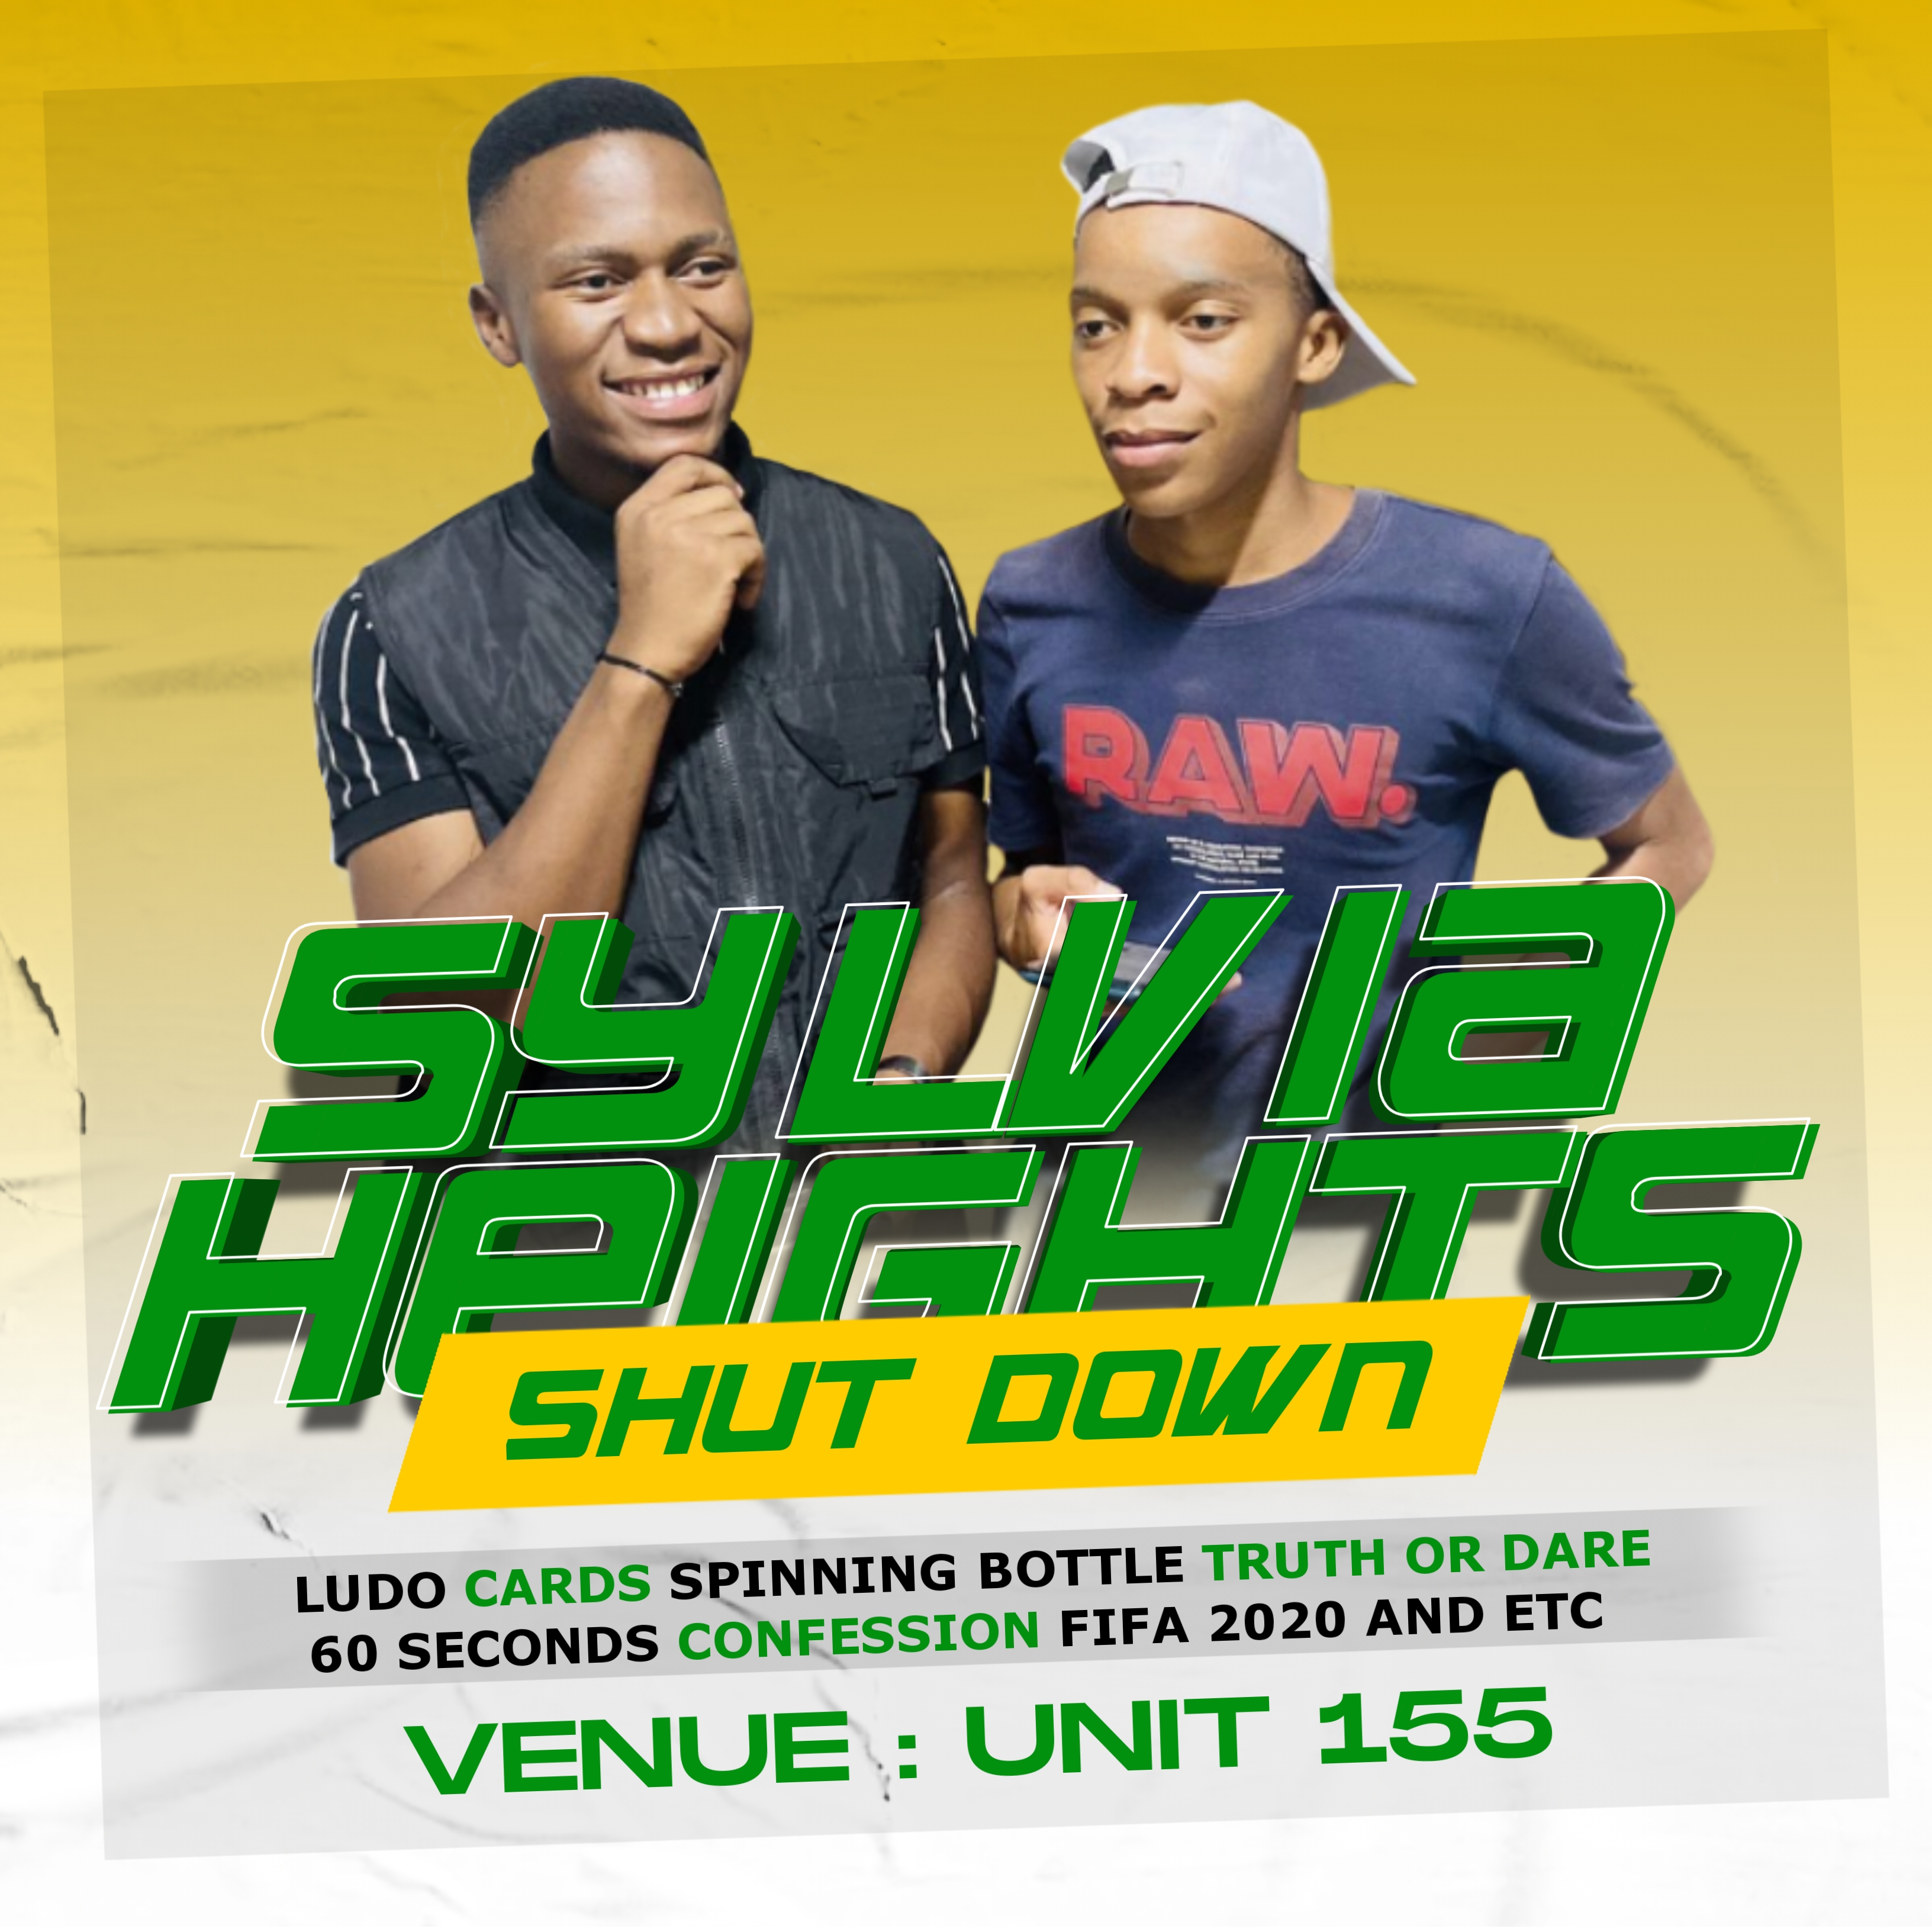 RAW.
SYLVIA
HEIGHTS
SHUT DOWN
LUDO CARDS SPINNING BOTTLE TRUTH OR DARE
60 SECONDS CONFESSION FIFA 2020 AND ETC
VENUE : UNIT 155